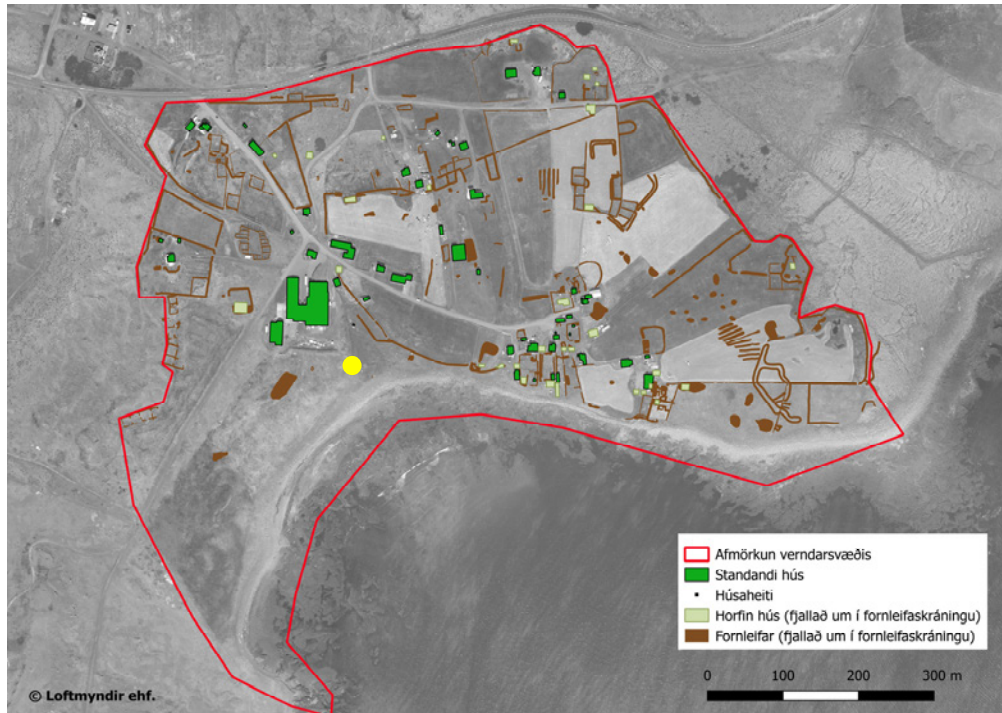 Afmörkun verndarsvæðis
Standandi hús
Húsaheiti
Horfin hús (fjallað um í fornleifaskráningu)
Fornleifar (fjallað um í fornleifaskráningu)
0 100 200 300 m
© Loftmyndir ehf.